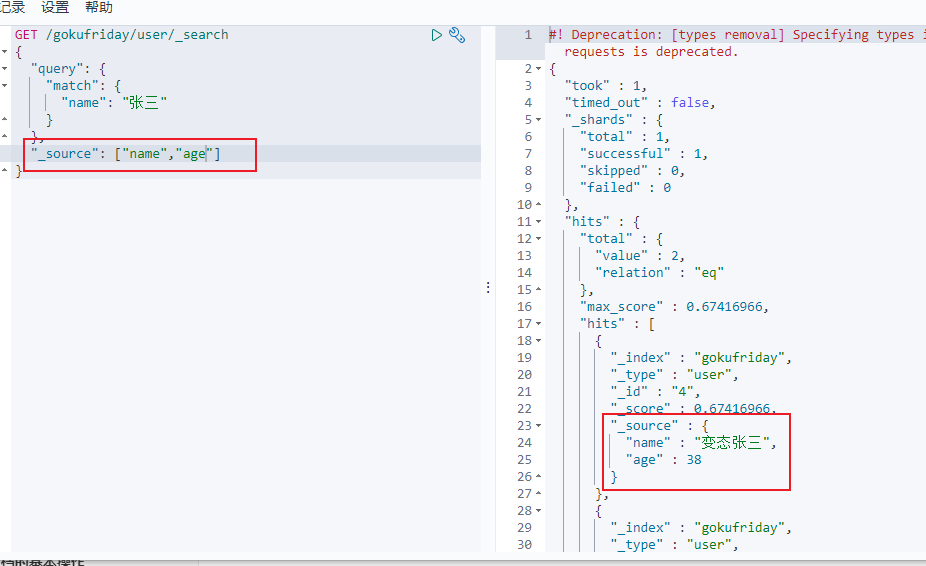 记录 设置 帮助
GET /gokufriday/user/_search
{
"query": {
"match": {
"name": "张三"
}
},
"_source": ["name","age"]
}
1 #! Deprecation: [types removal] Specifying types i
requests is deprecated.
2 {
3 "took" : 1,
4 "timed_out" : false,
5 "_shards" : {
6 "total" : 1,
7 "successful" : 1,
8 "skipped" : 0,
9 "failed" : 0
10 },
11 "hits" : {
12 "total" : {
13 "value" : 2,
14 "relation" : "eq"
15 },
16 "max_score" : 0.67416966,
17 "hits" : [
18 {
19 "_index" : "gokufriday",
20 "_type" : "user",
21 "_id" : "4",
22 "_score" : 0.67416966,
23 "_source" : {
24 "name" : "变态张三",
25 "age" : 38
26 }
27 },
28 {
29 "_index" : "gokufriday",
30 "_type" : "user",